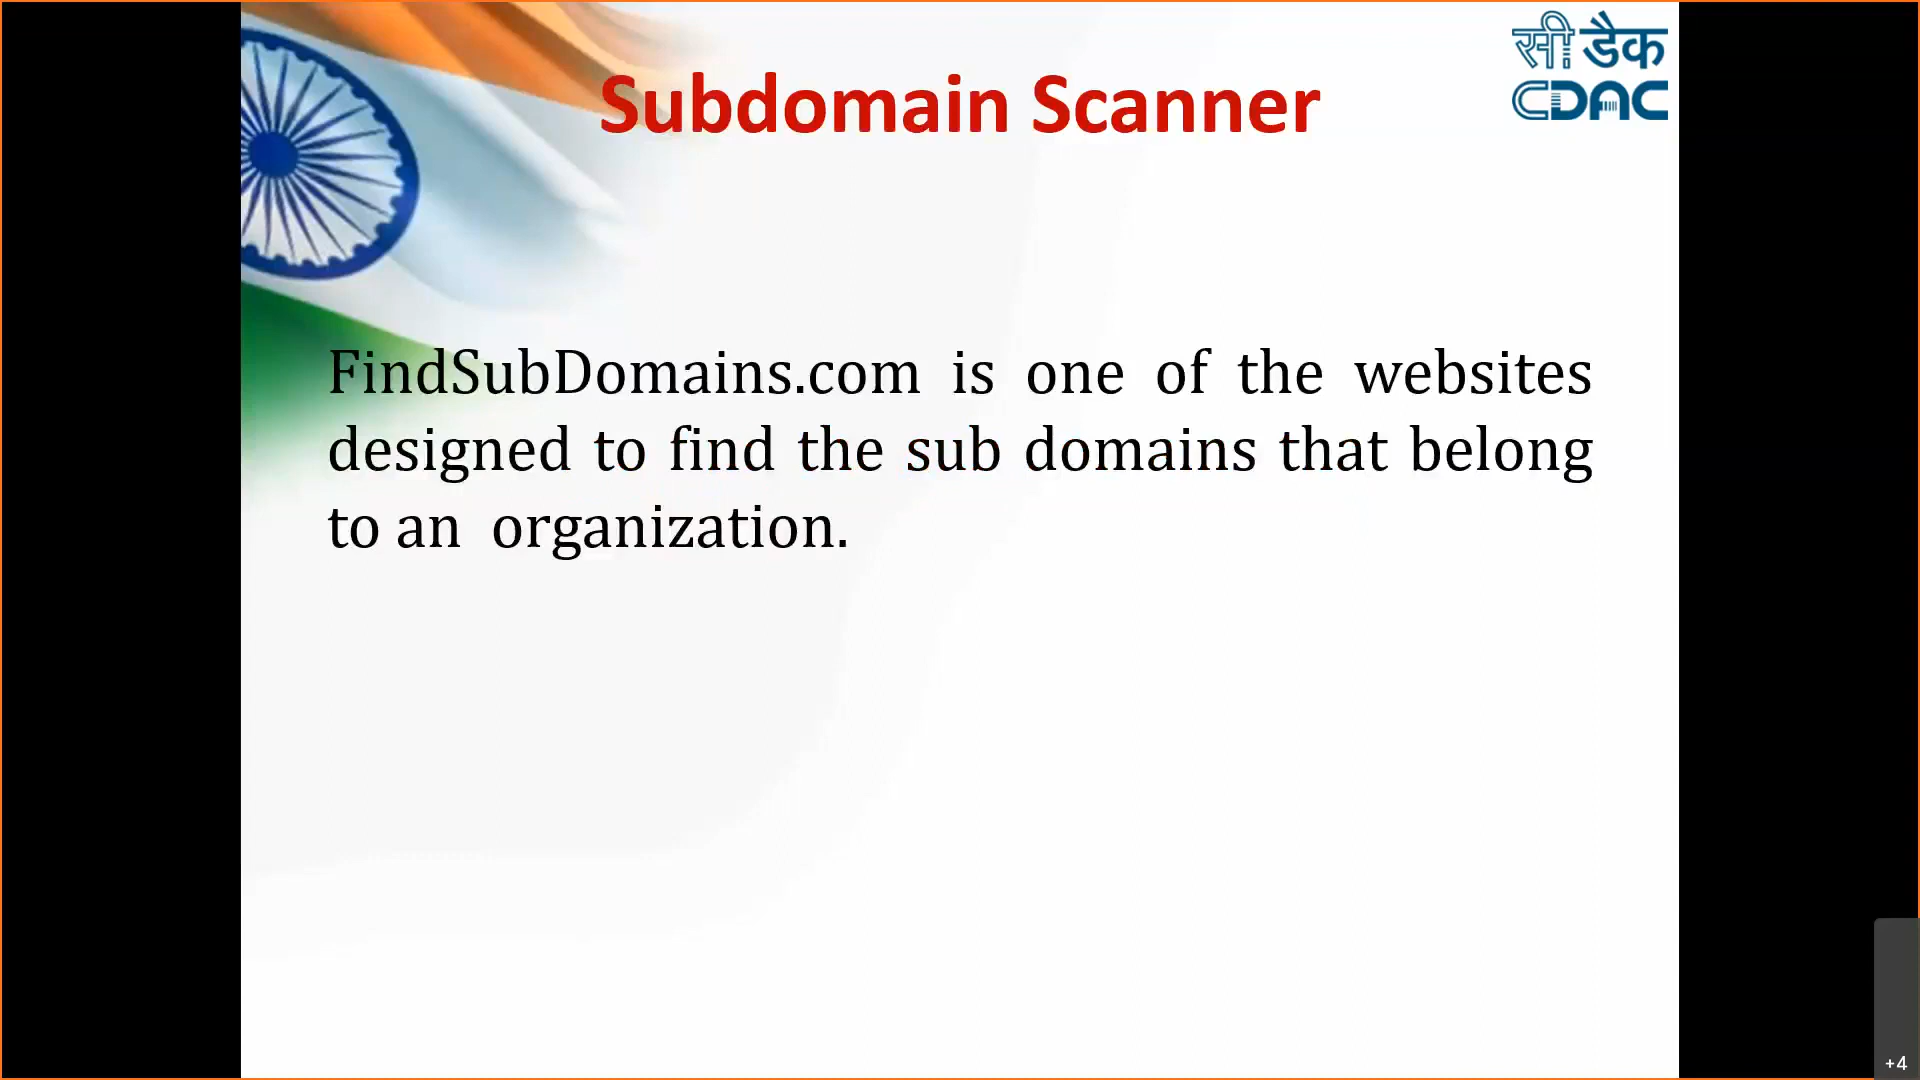 Subdomain Scanner
सी डैक
CDAC
FindSubDomains.com is one of the websites
designed to find the sub domains that belong
to an organization.
+4